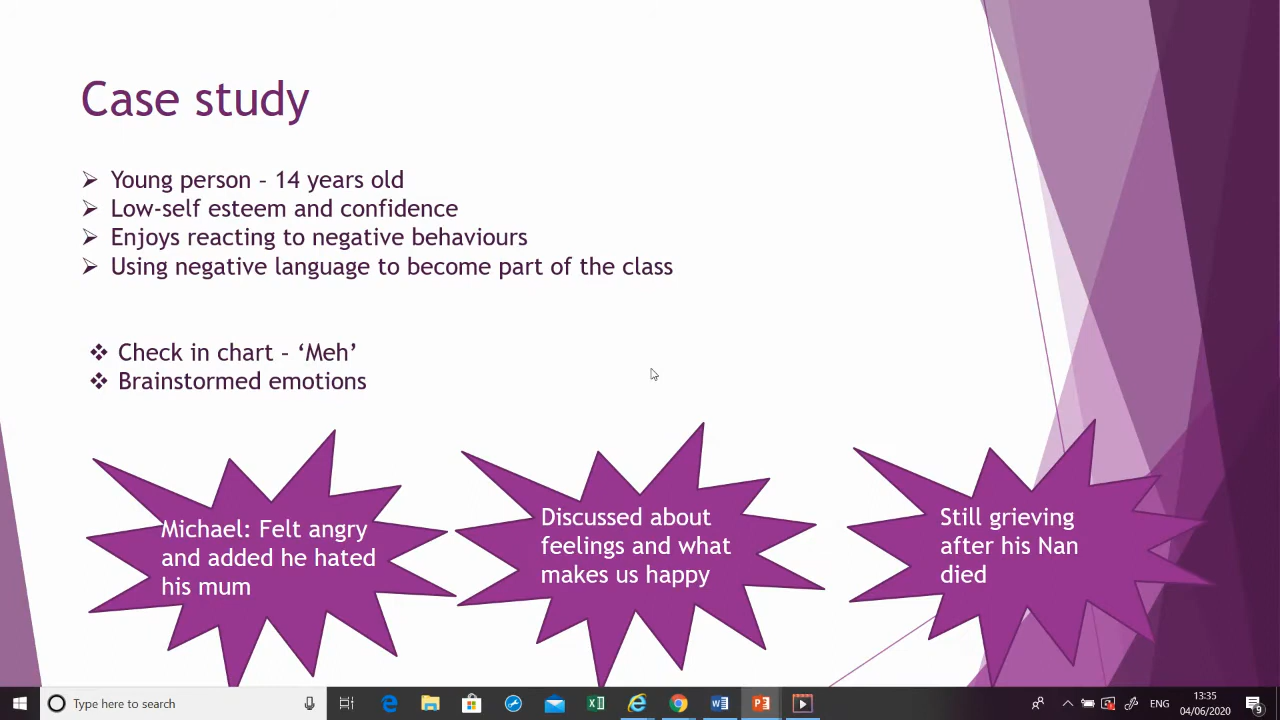 Case study
Young person – 14 years old
Low-self esteem and confidence
Enjoys reacting to negative behaviours
Using negative language to become part of the class
Check in chart – ‘Meh’
Brainstormed emotions
Michael: Felt angry
and added he hated
his mum
Discussed about
feelings and what
makes us happy
Still grieving
after his Nan
died
Type here to search
ENG
13:35
04/06/2020
9